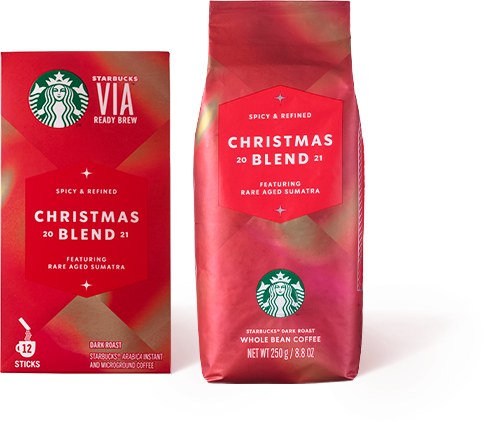 STARBUCKS
VIA
READY BREW
SPICY & REFINED
CHRISTMAS
20 BLEND 21
FEATURING
RARE AGED SUMATRA
12
STICKS
DARK ROAST
STARBUCKS® ARABICA INSTANT
AND MICROGROUND COFFEE
SPICY & REFINED
CHRISTMAS
20 BLEND 21
FEATURING
RARE AGED SUMATRA
STARBUCKS® DARK ROAST
WHOLE BEAN COFFEE
NET WT 250 g / 8.8 OZ